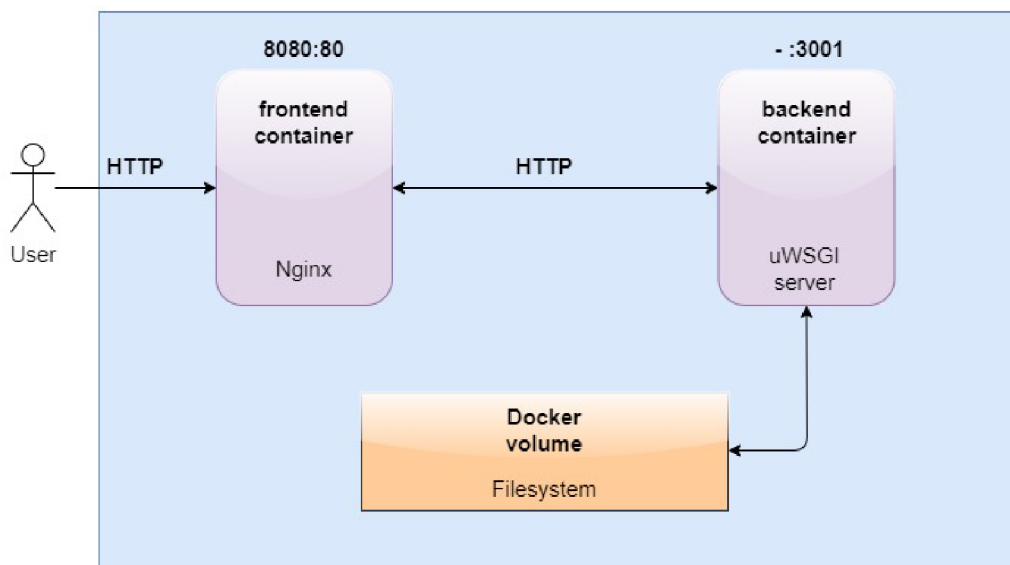 8080:80
- :3001
frontend
container
backend
container
HTTP
HTTP
User
Nginx
uWSGI
server
Docker
volume
Filesystem